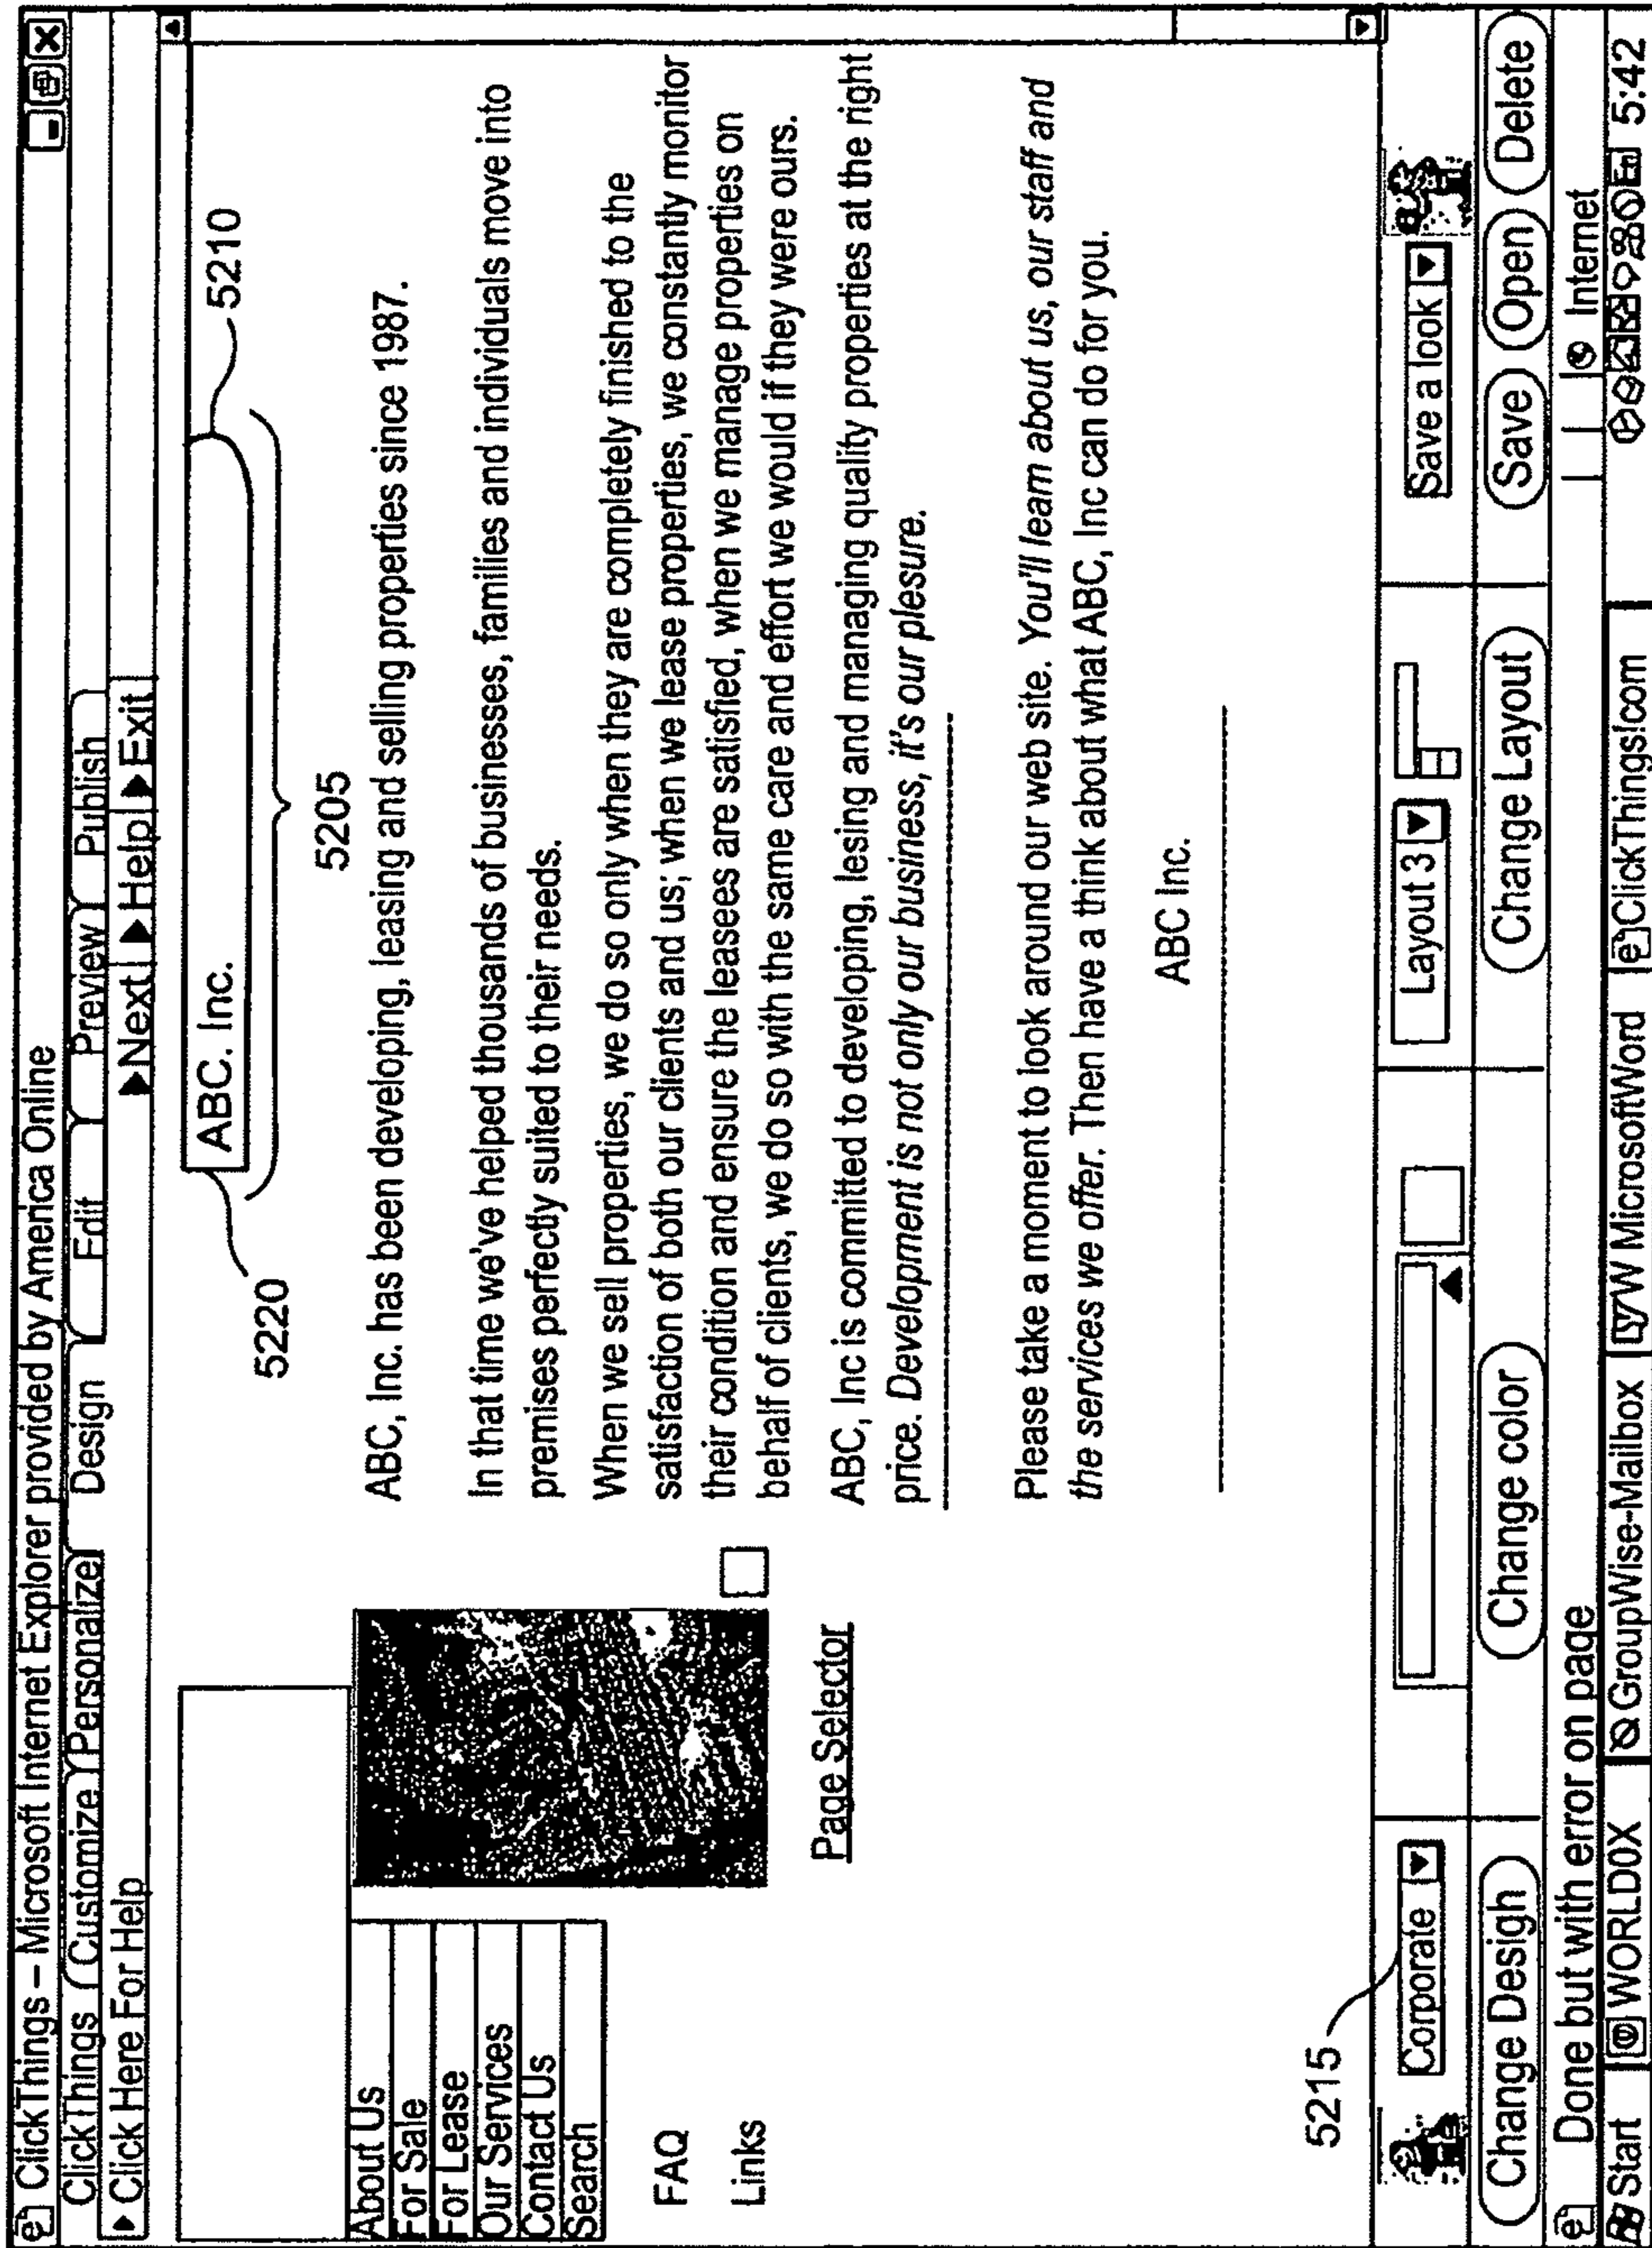 ClickThings – Microsoft Internet Explorer provided by America Online
ClickThings Customize Personalize Design Edit Preview Publish
Click Here For Help Next Help Exit
ABC. Inc.
5220
5210
5205
About Us
For Sale
For Lease
Our Services
Contact Us
Search
FAQ
Links
Page Selector
ABC, Inc. has been developing, leasing and selling properties since 1987.
In that time we've helped thousands of businesses, families and individuals move into
premises perfectly suited to their needs.
When we sell properties, we do so only when they are completely finished to the
satisfaction of both our clients and us; when we lease properties, we constantly monitor
their condition and ensure the leasees are satisfied, when we manage properties on
behalf of clients, we do so with the same care and effort we would if they were ours.
ABC, Inc is committed to developing, lesing and managing quality properties at the right
price. Development is not only our business, it's our plesure.
Please take a moment to look around our web site. You'll learn about us, our staff and
the services we offer. Then have a think about what ABC, Inc can do for you.
ABC Inc.
5215
Corporate Layout 3 Save a look
Change Desigh Change color Change Layout Save Open Delete
Done but with error on page Internet
Start WORLD0X GroupWise-Mailbox W MicrosoftWord ClickThings!com En 5:42